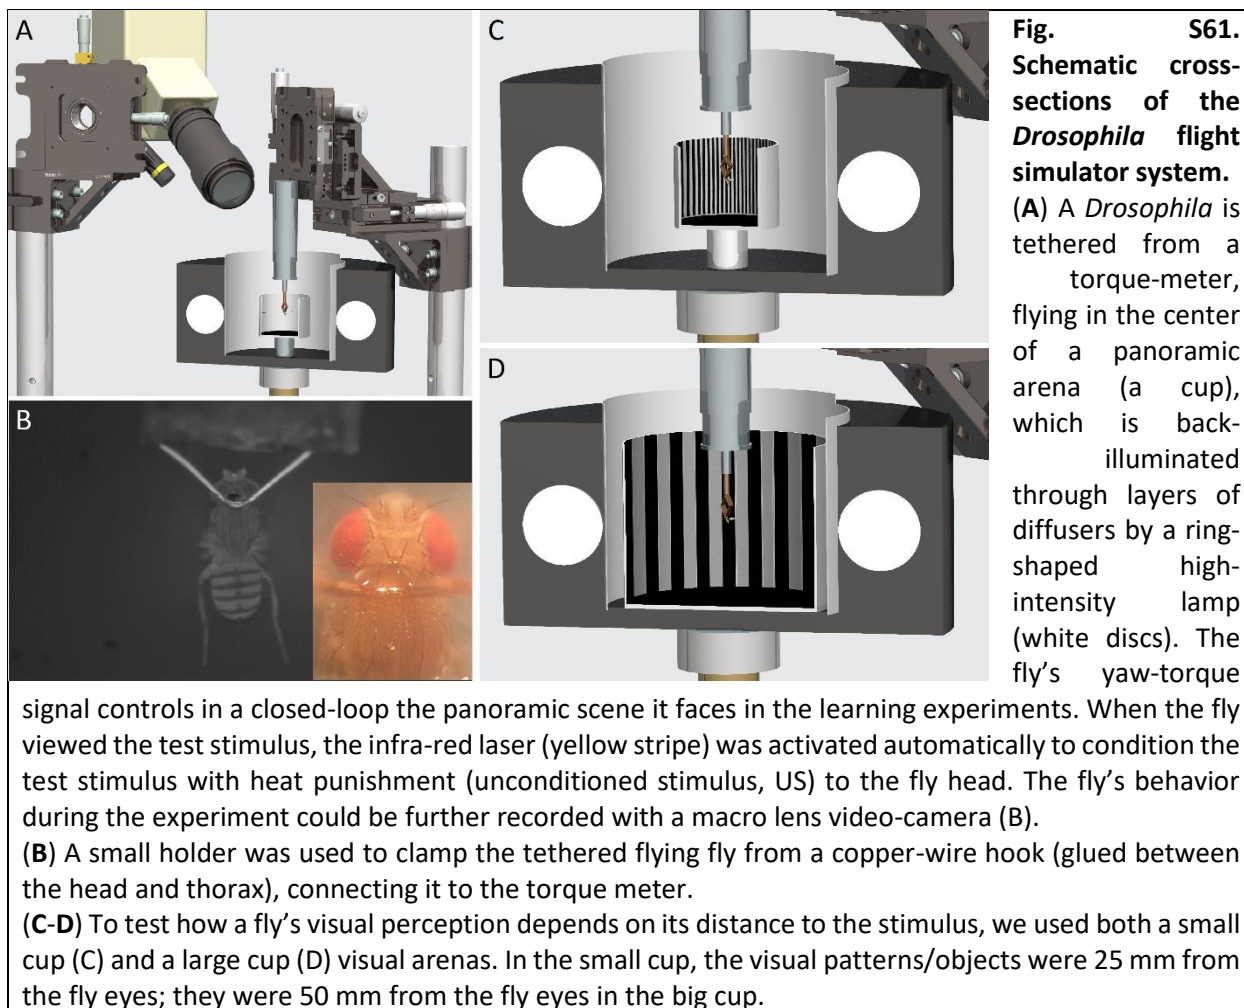 A
C
D
B
Fig. S61.
Schematic cross-
sections of the
Drosophila flight
simulator system.
(A) A Drosophila is
tethered from a
torque-meter,
flying in the center
of a panoramic
arena (a cup),
which is back-
illuminated
through layers of
diffusers by a ring-
shaped high-
intensity lamp
(white discs). The
fly’s yaw-torque
signal controls in a closed-loop the panoramic scene it faces in the learning experiments. When the fly
viewed the test stimulus, the infra-red laser (yellow stripe) was activated automatically to condition the
test stimulus with heat punishment (unconditioned stimulus, US) to the fly head. The fly’s behavior
during the experiment could be further recorded with a macro lens video-camera (B).
(B) A small holder was used to clamp the tethered flying fly from a copper-wire hook (glued between
the head and thorax), connecting it to the torque meter.
(C-D) To test how a fly’s visual perception depends on its distance to the stimulus, we used both a small
cup (C) and a large cup (D) visual arenas. In the small cup, the visual patterns/objects were 25 mm from
the fly eyes; they were 50 mm from the fly eyes in the big cup.